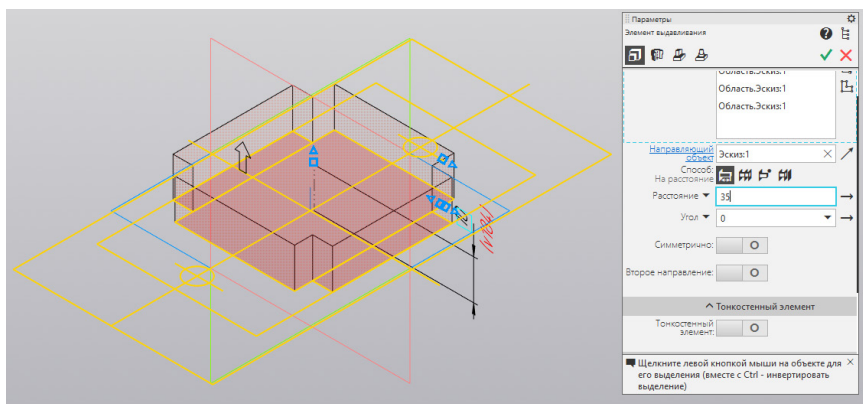 Параметры
Элемент выдавливания
Область.Эскиз:1
Область.Эскиз:1
Область.Эскиз:1
Направляющий объект
Эскиз:1
Способ:
На расстояние
Расстояние
35
Угол
0
Симметрично:
Второе направление:
Тонкостенный элемент
Тонкостенный элемент:
Щелкните левой кнопкой мыши на объекте для
его выделения (вместе с Ctrl - инвертировать
выделение)